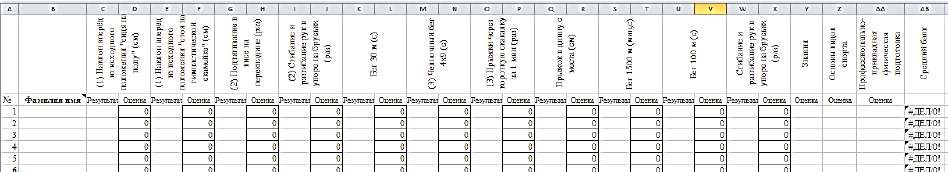 A B C D E F G H I J K L M N O P Q R S T U V W X Y Z AA AB
(1) Наклон вперед из исходного положения "сидя на полу" (см)
(1) Наклон вперед из исходного положения "стоя на гимнастической скамейке" (см)
(2) Подтягивание в висе на перекладине (раз)
(2) Сгибание и разгибание рук в упоре на брусьях (раз)
Бег 30 м (с)
(3) Челночный бег 4х9 (с)
(3) Прыжки через короткую скакалку за 1 мин (раз)
Прыжок в длину с места (см)
Бег 1500 м (мин, с)
Бег 100 м (с)
Сгибание и разгибание рук в упоре на брусьях (раз)
Знания
Основы видов спорта
Профессионально-прикладная физическая подготовка
Средний балл
№ Фамилия имя Результат Оценка Результат Оценка Результат Оценка Результат Оценка Результат Оценка Результат Оценка Результат Оценка Результат Оценка Результат Оценка Результат Оценка Результат Оценка Оценка Оценка Оценка
1 0 0 0 0 0 0 0 0 0 0 0 #ДЕЛ/0!
2 0 0 0 0 0 0 0 0 0 0 0 #ДЕЛ/0!
3 0 0 0 0 0 0 0 0 0 0 0 #ДЕЛ/0!
4 0 0 0 0 0 0 0 0 0 0 0 #ДЕЛ/0!
5 0 0 0 0 0 0 0 0 0 0 0 #ДЕЛ/0!
6 0 0 0 0 0 0 0 0 0 0 0 #ДЕЛ/0!